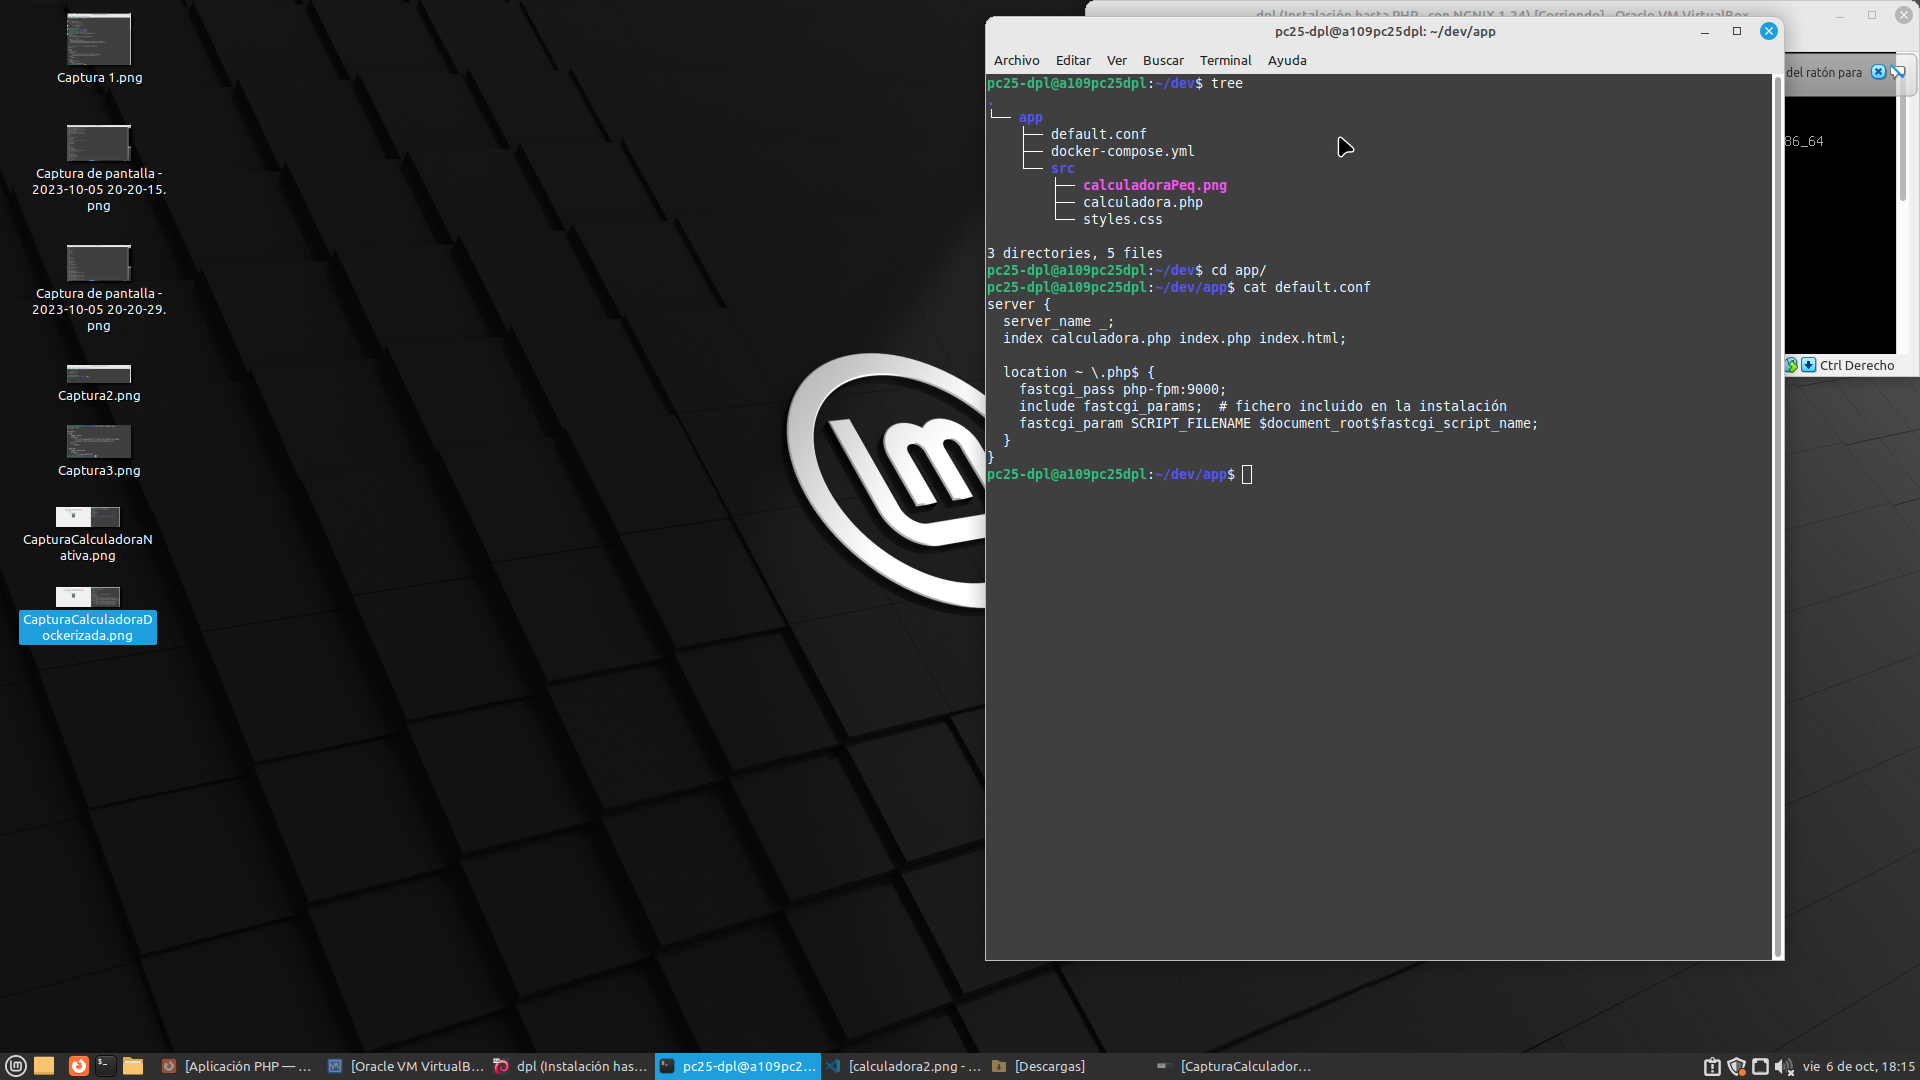 Captura 1.png
Captura de pantalla -
2023-10-05 20-20-15.
png
Captura de pantalla -
2023-10-05 20-20-29.
png
Captura2.png
Captura3.png
CapturaCalculadoraN
ativa.png
CapturaCalculadoraD
ockerizada.png
dpl (Instalación hasta PHP - con NGNIX 1.24) [Corriendo] - Oracle VM VirtualBox
pc25-dpl@a109pc25dpl: ~/dev/app
Archivo Editar Ver Buscar Terminal Ayuda
pc25-dpl@a109pc25dpl:~/dev$ tree
.
└── app
    ├── default.conf
    ├── docker-compose.yml
    └── src
        ├── calculadoraPeq.png
        ├── calculadora.php
        └── styles.css
3 directories, 5 files
pc25-dpl@a109pc25dpl:~/dev$ cd app/
pc25-dpl@a109pc25dpl:~/dev/app$ cat default.conf
server {
  server_name _;
  index calculadora.php index.php index.html;
  location ~ \.php$ {
    fastcgi_pass php-fpm:9000;
    include fastcgi_params;  # fichero incluido en la instalación
    fastcgi_param SCRIPT_FILENAME $document_root$fastcgi_script_name;
  }
}
pc25-dpl@a109pc25dpl:~/dev/app$
del ratón para
86_64
Ctrl Derecho
[Aplicación PHP — ...
[Oracle VM VirtualB...
dpl (Instalación has...
pc25-dpl@a109pc2...
[calculadora2.png - ...
[Descargas]
[CapturaCalculador...
vie 6 de oct, 18:15